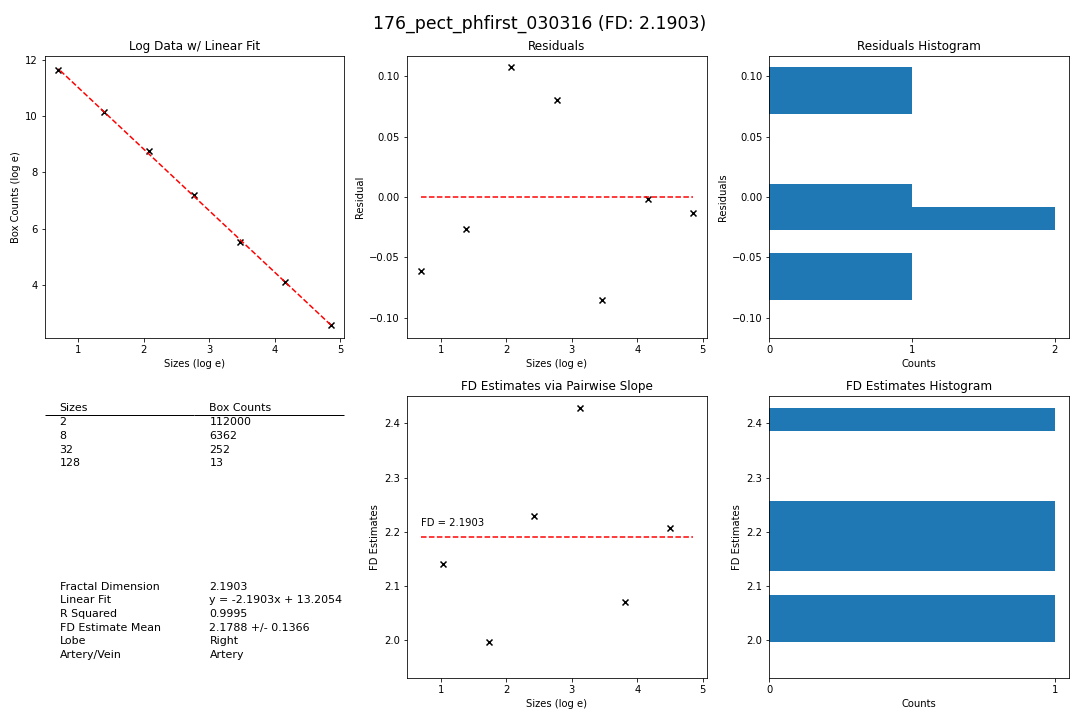 176_pect_phfirst_030316 (FD: 2.1903)
Log Data w/ Linear Fit
Box Counts (log e)
12
10
8
6
4
1 2 3 4 5
Sizes (log e)
Residuals
Residual
0.10
0.05
0.00
−0.05
−0.10
1 2 3 4 5
Sizes (log e)
Residuals Histogram
Residuals
0.10
0.05
0.00
−0.05
−0.10
0 1 2
Counts
Sizes Box Counts
2 112000
8 6362
32 252
128 13
Fractal Dimension 2.1903
Linear Fit y = -2.1903x + 13.2054
R Squared 0.9995
FD Estimate Mean 2.1788 +/- 0.1366
Lobe Right
Artery/Vein Artery
FD Estimates via Pairwise Slope
FD Estimates
2.4
2.3
2.2
2.1
2.0
FD = 2.1903
1 2 3 4 5
Sizes (log e)
FD Estimates Histogram
FD Estimates
2.4
2.3
2.2
2.1
2.0
0 1
Counts